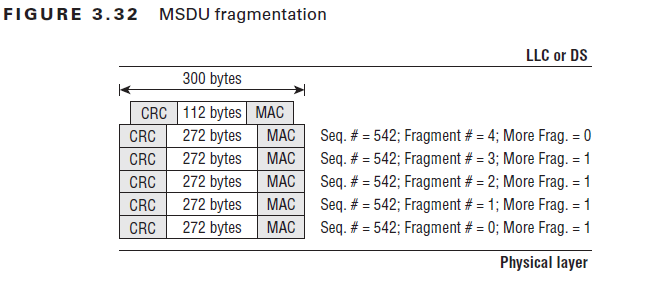 FIGURE 3.32 MSDU fragmentation
LLC or DS
300 bytes
CRC 112 bytes MAC
CRC 272 bytes MAC Seq. # = 542; Fragment # = 4; More Frag. = 0
CRC 272 bytes MAC Seq. # = 542; Fragment # = 3; More Frag. = 1
CRC 272 bytes MAC Seq. # = 542; Fragment # = 2; More Frag. = 1
CRC 272 bytes MAC Seq. # = 542; Fragment # = 1; More Frag. = 1
CRC 272 bytes MAC Seq. # = 542; Fragment # = 0; More Frag. = 1
Physical layer